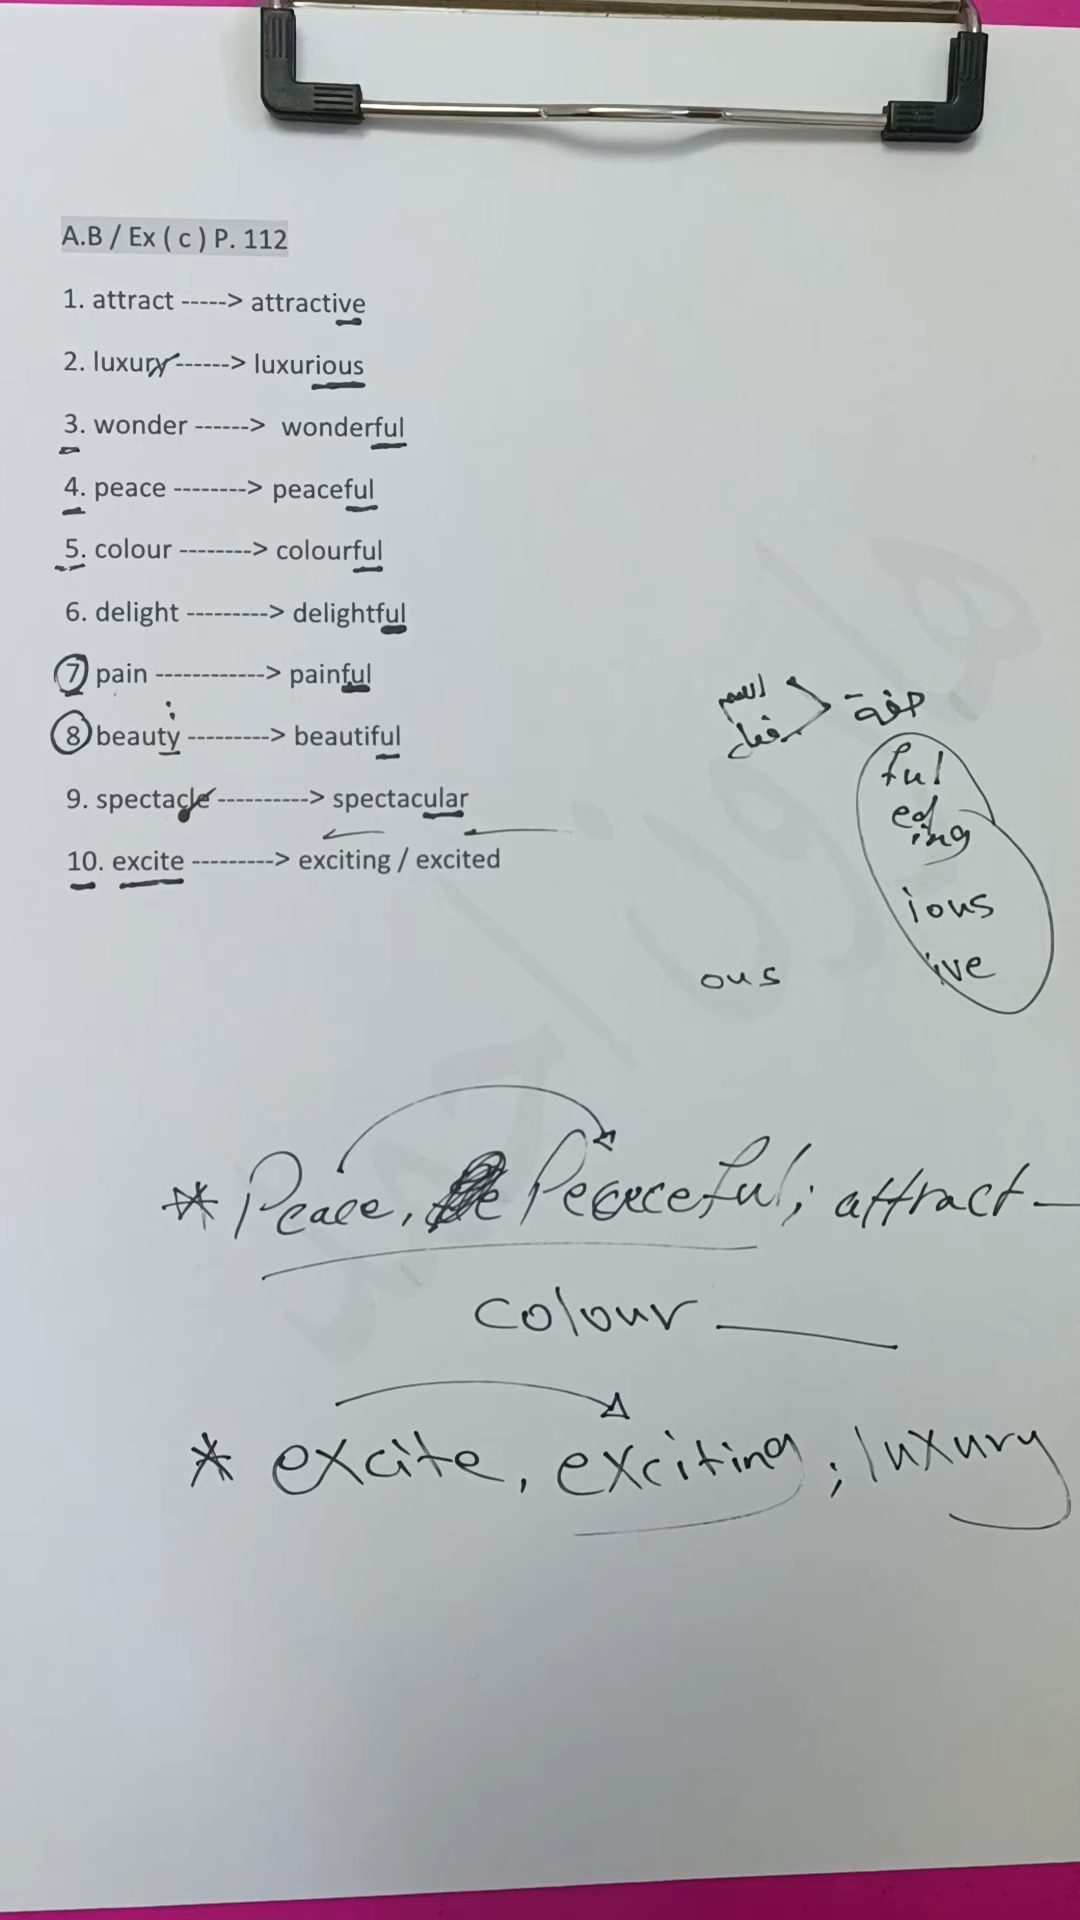 A.B / Ex ( c ) P. 112
1. attract -----> attractive
2. luxury ------> luxurious
3. wonder ------> wonderful
4. peace --------> peaceful
5. colour --------> colourful
6. delight ---------> delightful
7 pain ------------> painful
8 beauty ---------> beautiful
9. spectacle ----------> spectacular
10. excite ---------> exciting / excited
اسم
فعل
صفة
ful
ed
ing
ious
ive
ous
* Peace, Peaceful; attract —
colour —
* excite, exciting; luxury